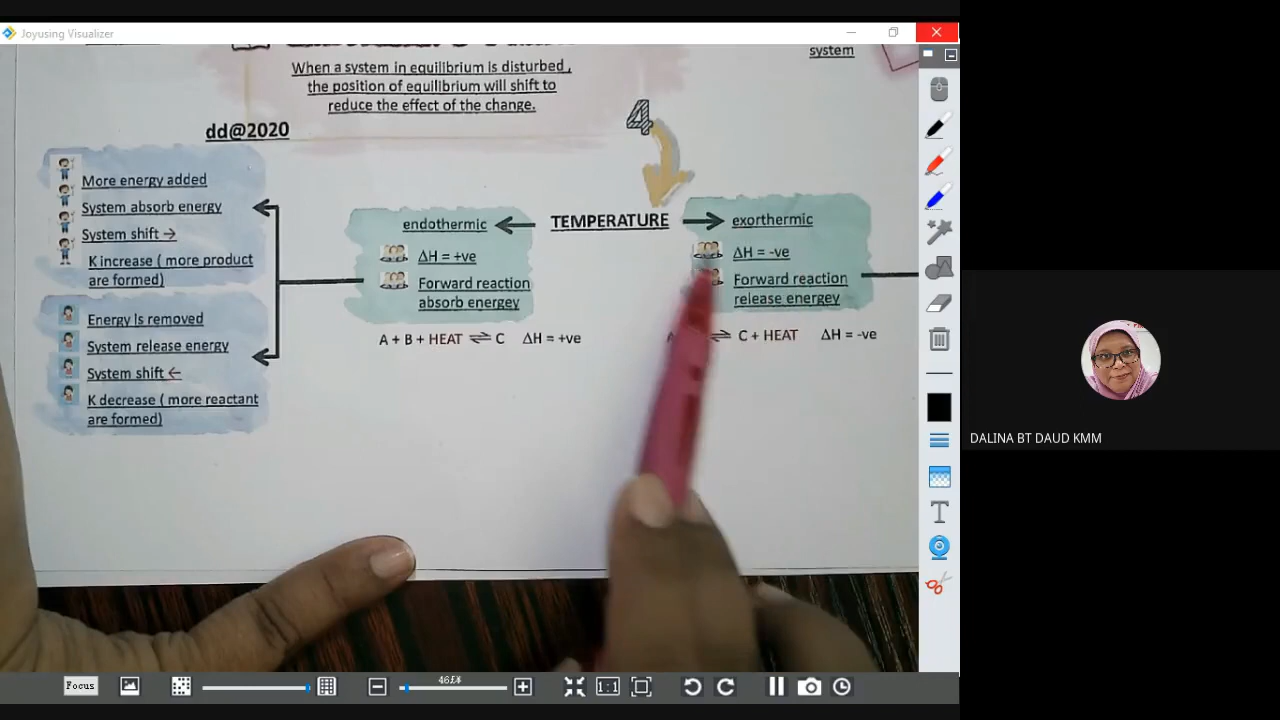 Joyusing Visualizer
system
When a system in equilibrium is disturbed,
the position of equilibrium will shift to
reduce the effect of the change.
dd@2020
4
More energy added
System absorb energy
System shift →
K increase ( more product
are formed)
Energy is removed
System release energy
System shift ←
K decrease ( more reactant
are formed)
endothermic
ΔH = +ve
Forward reaction
absorb energey
A + B + HEAT ⇌ C ΔH = +ve
TEMPERATURE
exorthermic
ΔH = -ve
Forward reaction
release energey
⇌ C + HEAT ΔH = -ve
DALINA BT DAUD KMM
Focus
1:1
T